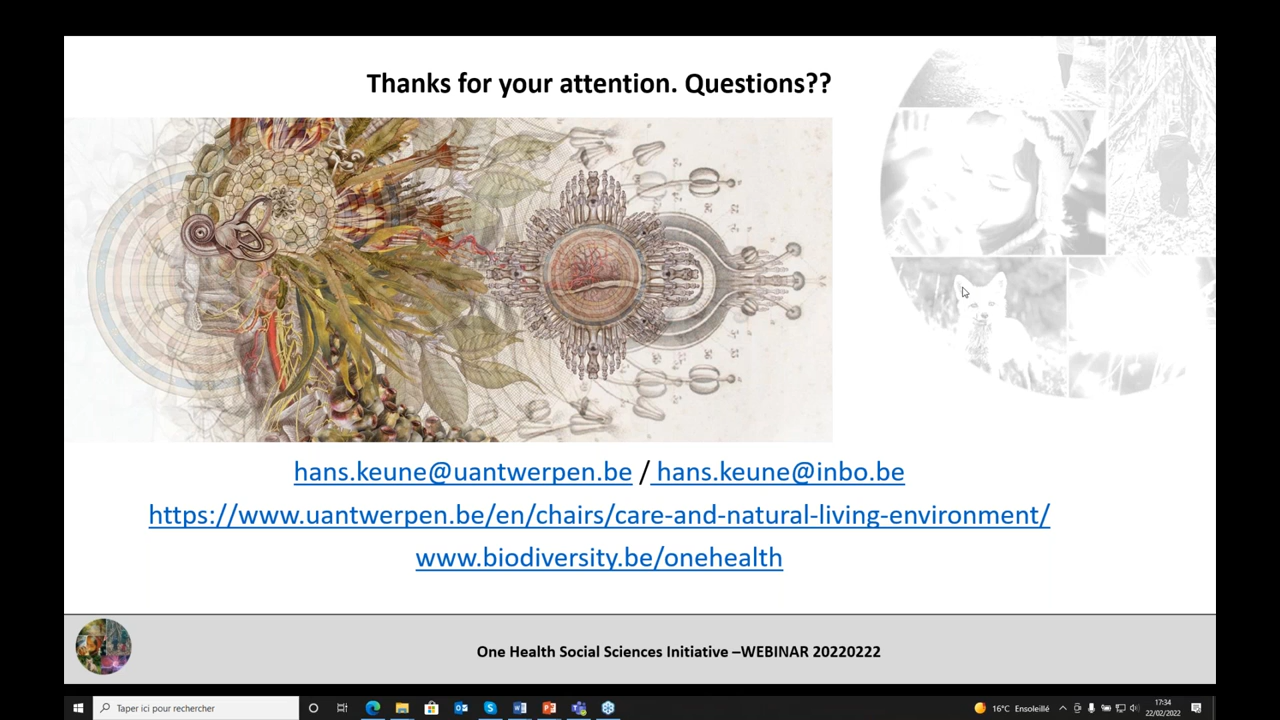 Thanks for your attention. Questions??
hans.keune@uantwerpen.be / hans.keune@inbo.be
https://www.uantwerpen.be/en/chairs/care-and-natural-living-environment/
www.biodiversity.be/onehealth
One Health Social Sciences Initiative –WEBINAR 20220222
Taper ici pour rechercher
16°C Ensoleillé
17:34
22/02/2022